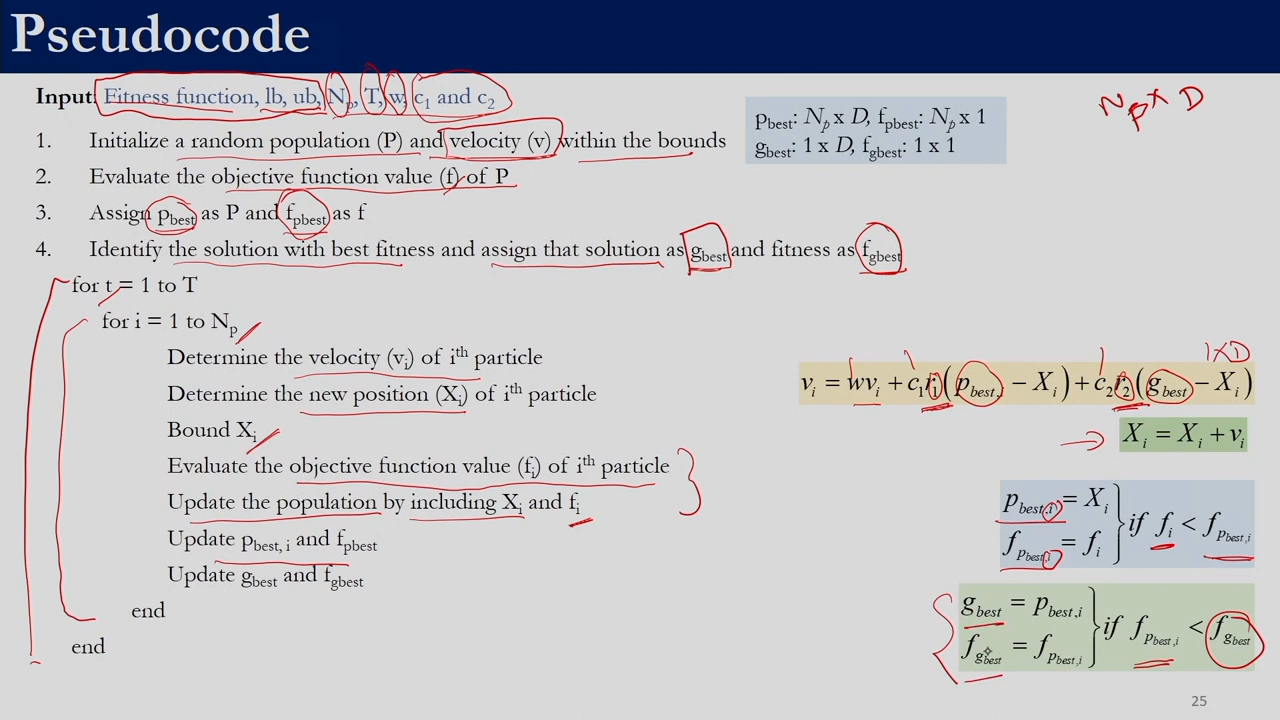 Pseudocode
Input: Fitness function, lb, ub, Np, T, w, c1 and c2
Np x D
pbest: Np x D, fpbest: Np x 1
gbest: 1 x D, fgbest: 1 x 1
1. Initialize a random population (P) and velocity (v) within the bounds
2. Evaluate the objective function value (f) of P
3. Assign pbest as P and fpbest as f
4. Identify the solution with best fitness and assign that solution as gbest and fitness as fgbest
for t = 1 to T
for i = 1 to Np
Determine the velocity (vi) of ith particle
Determine the new position (Xi) of ith particle
Bound Xi
Evaluate the objective function value (fi) of ith particle
Update the population by including Xi and fi
Update pbest, i and fpbest
Update gbest and fgbest
end
end
1 x D
vi = wvi + c1r1(pbest,i − Xi) + c2r2(gbest − Xi)
Xi = Xi + vi
pbest,i = Xi
fpbest,i = fi } if fi < fpbest,i
gbest = pbest,i
fgbest = fpbest,i } if fpbest,i < fgbest
25